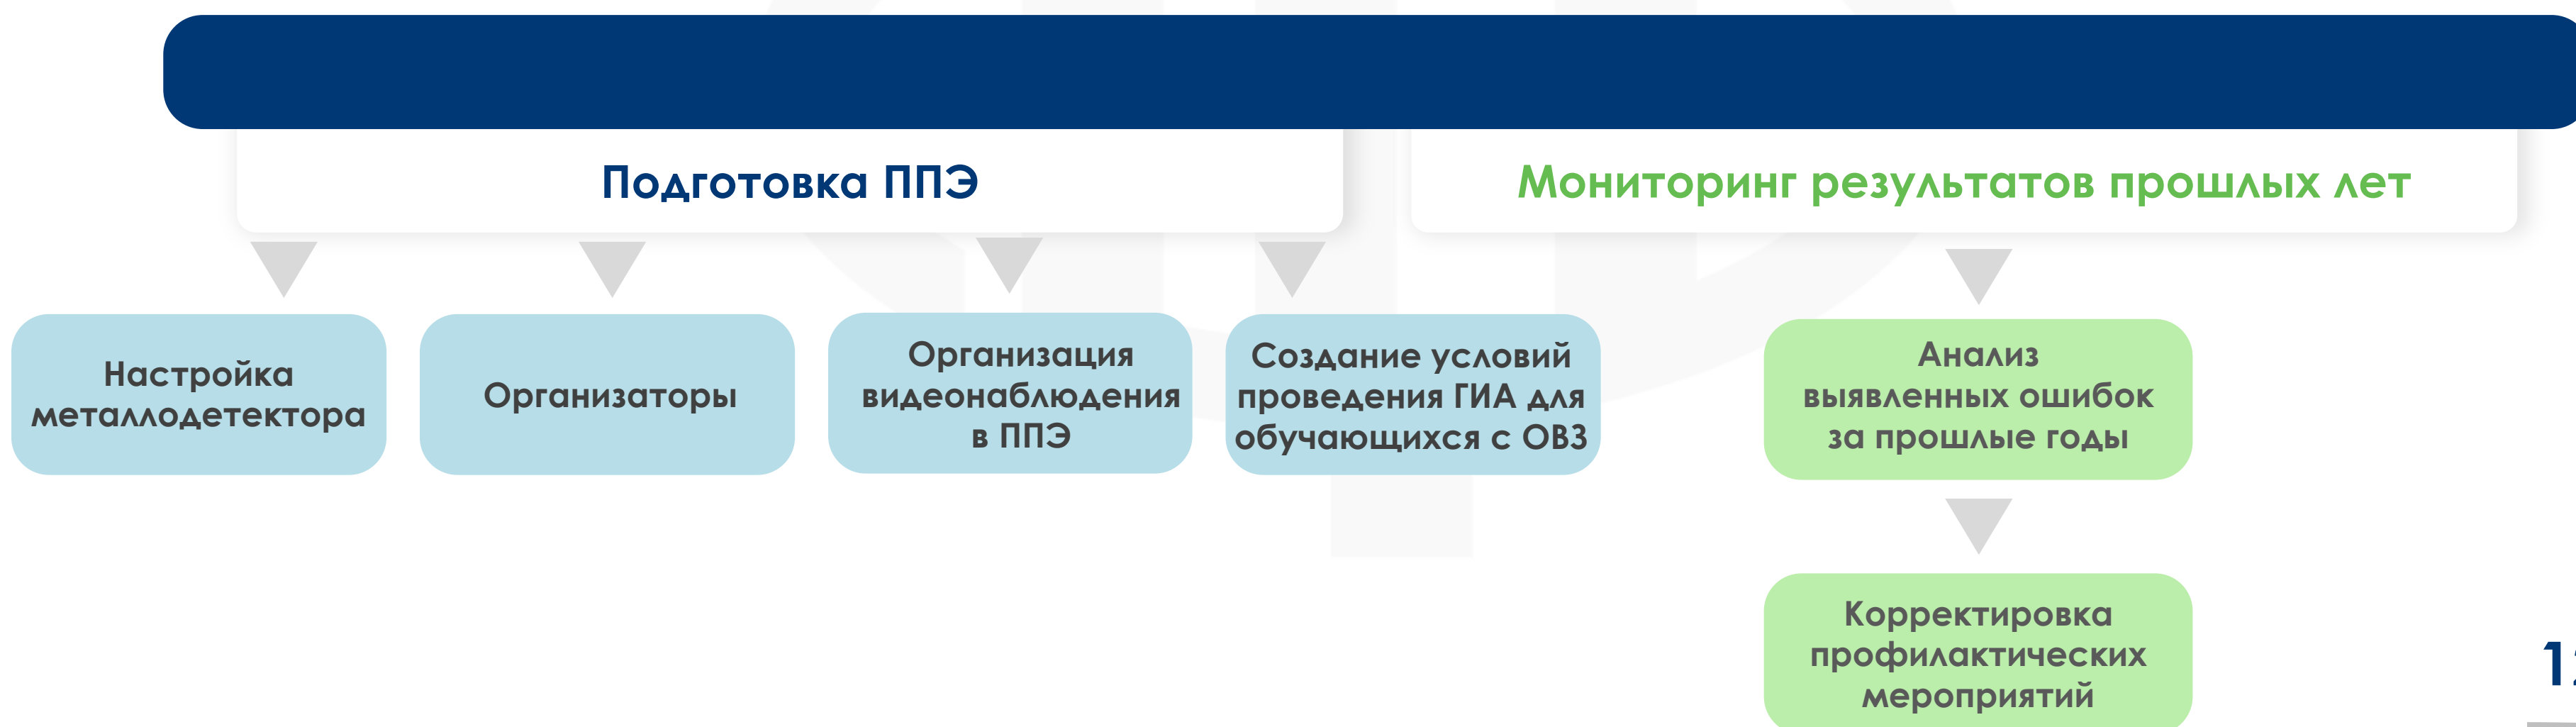 Подготовка ППЭ
Мониторинг результатов прошлых лет
Настройка
металлодетектора
Организаторы
Организация
видеонаблюдения
в ППЭ
Создание условий
проведения ГИА для
обучающихся с ОВЗ
Анализ
выявленных ошибок
за прошлые годы
Корректировка
профилактических
мероприятий